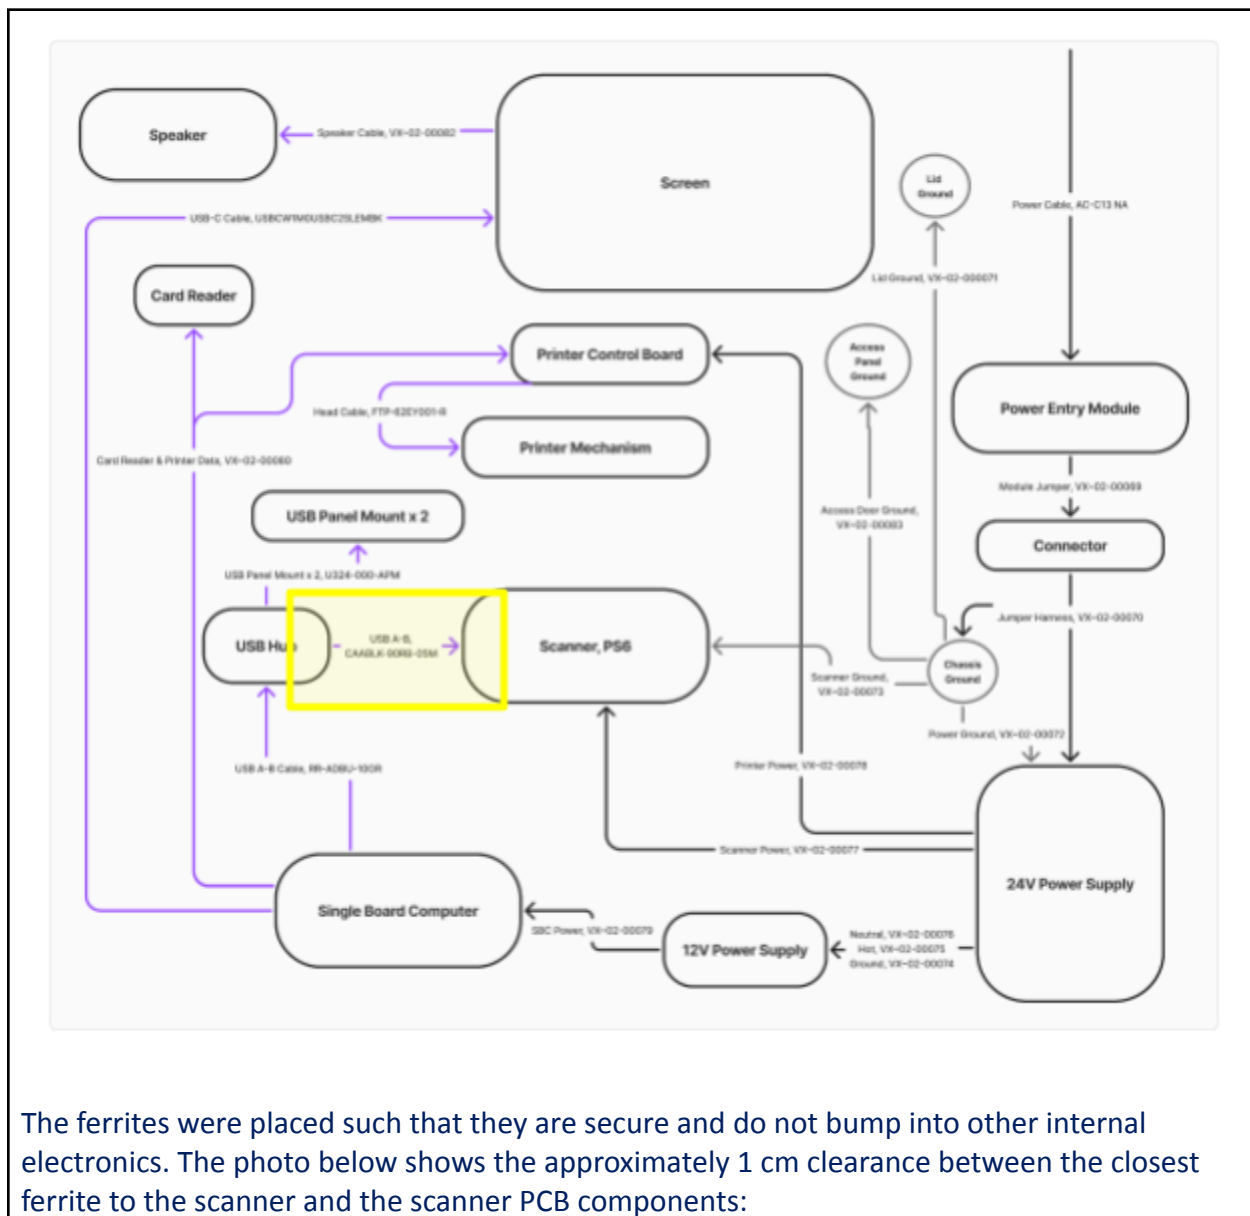 Speaker
Speaker Cable, VX-02-00082
Screen
Lid
Ground
USB-C Cable, USBCW1M0USBC2SLEMBK
Power Cable, AC-C13 NA
Card Reader
Lid Ground, VX-02-000071
Printer Control Board
Access
Panel
Ground
Head Cable, FTP-62EY001-R
Power Entry Module
Printer Mechanism
Card Reader & Printer Data, VX-02-00080
Module Jumper, VX-02-00069
USB Panel Mount x 2
Access Door Ground,
VX-02-00083
Connector
USB Panel Mount x 2, U324-000-APM
Jumper Harness, VX-02-00070
USB Hub
USB A-B,
Scanner, PS6
Scanner Ground,
VX-02-00073
Chassis
Ground
Power Ground, VX-02-00072
USB A-B Cable,
Printer Power, VX-02-00078
Scanner Power, VX-02-00077
24V Power Supply
Single Board Computer
SBC Power, VX-02-00079
12V Power Supply
Neutral, VX-02-00076
Hot, VX-02-00075
Ground, VX-02-00074
The ferrites were placed such that they are secure and do not bump into other internal
electronics. The photo below shows the approximately 1 cm clearance between the closest
ferrite to the scanner and the scanner PCB components: